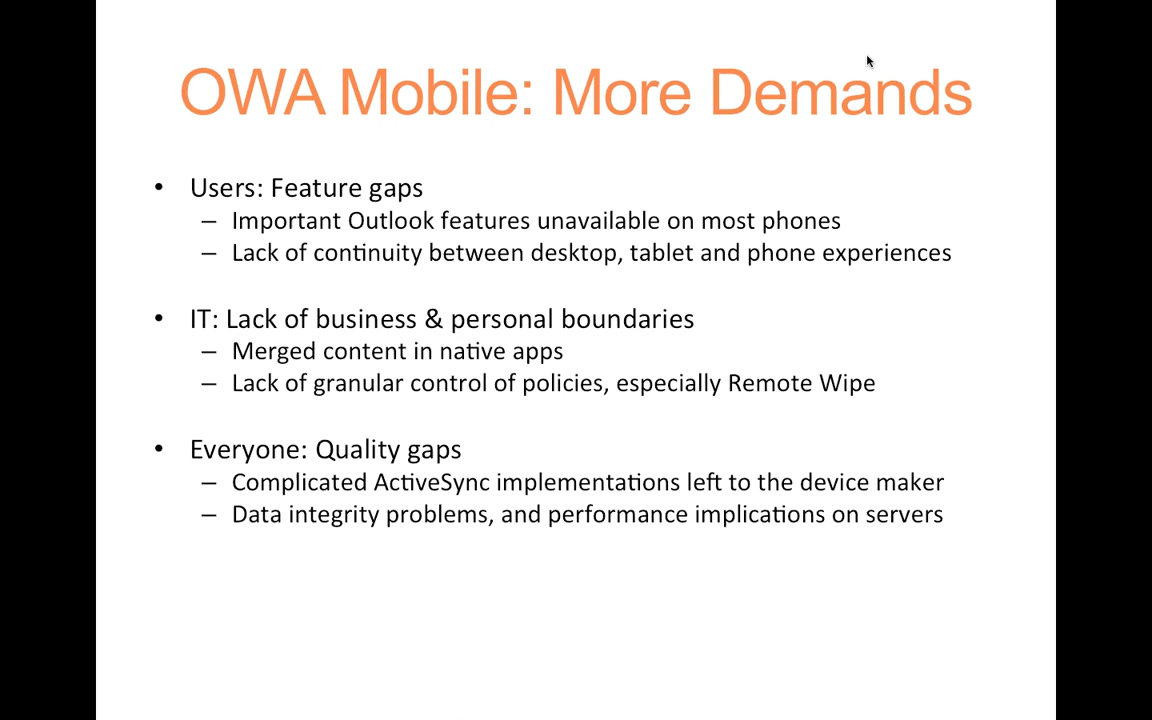 OWA Mobile: More Demands
• Users: Feature gaps
– Important Outlook features unavailable on most phones
– Lack of continuity between desktop, tablet and phone experiences
• IT: Lack of business & personal boundaries
– Merged content in native apps
– Lack of granular control of policies, especially Remote Wipe
• Everyone: Quality gaps
– Complicated ActiveSync implementations left to the device maker
– Data integrity problems, and performance implications on servers